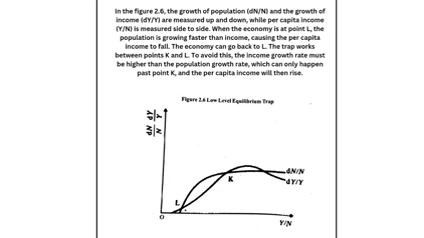 In the figure 2.6, the growth of population (dN/N) and the growth of
income (dY/Y) are measured up and down, while per capita income
(Y/N) is measured side to side. When the economy is at point L, the
population is growing faster than income, causing the per capita
income to fall. The economy can go back to L. The trap works
between points K and L. To avoid this, the income growth rate must
be higher than the population growth rate, which can only happen
past point K, and the per capita income will then rise.
Figure 2.6 Low Level Equilibrium Trap
dN dY
N Y
dN/N
K
dY/Y
L
O
Y/N